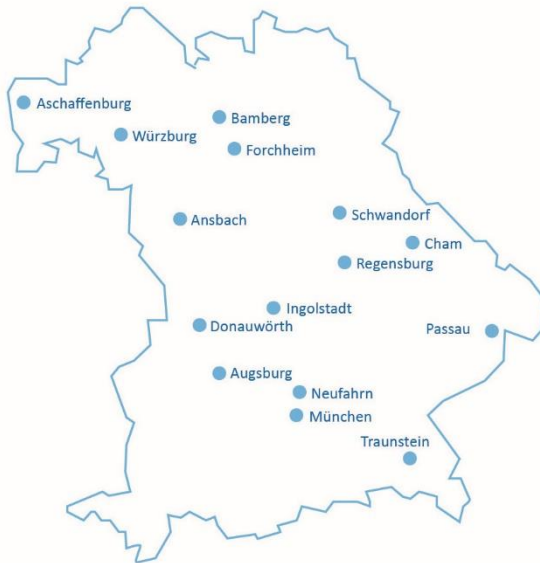 Aschaffenburg
Bamberg
Würzburg
Forchheim
Schwandorf
Ansbach
Cham
Regensburg
Ingolstadt
Donauwörth
Passau
Augsburg
Neufahrn
München
Traunstein